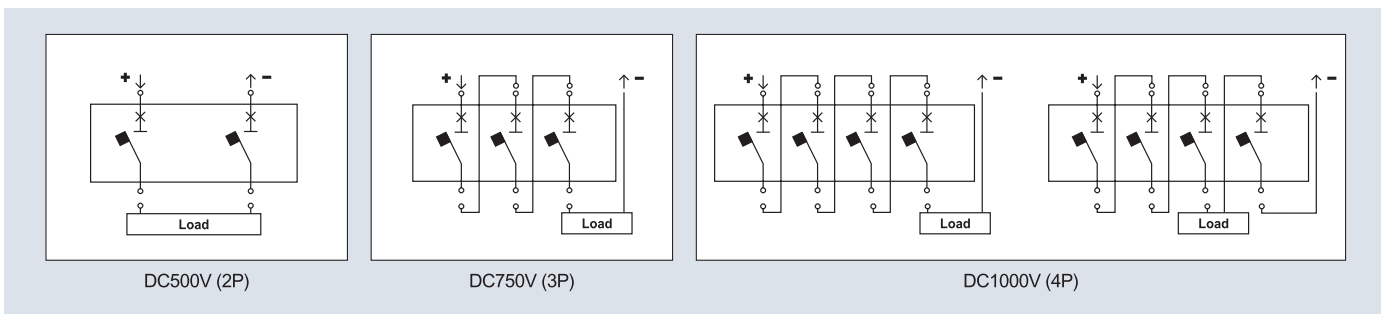 + −
Load
DC500V (2P)
+ −
Load
DC750V (3P)
+ −
Load
+ −
Load
DC1000V (4P)